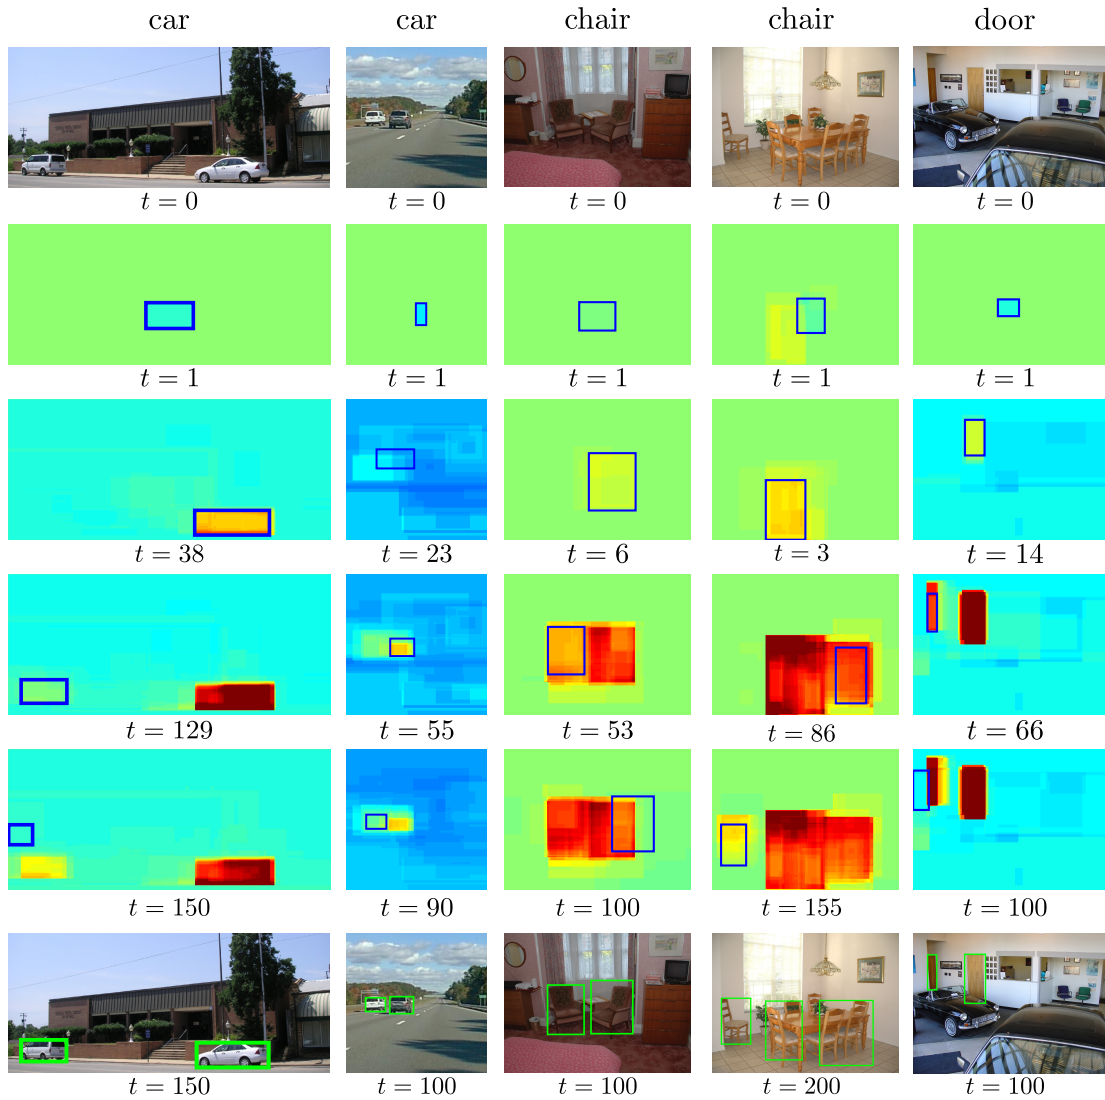 car car chair chair door
t = 0 t = 0 t = 0 t = 0 t = 0
t = 1 t = 1 t = 1 t = 1 t = 1
t = 38 t = 23 t = 6 t = 3 t = 14
t = 129 t = 55 t = 53 t = 86 t = 66
t = 150 t = 90 t = 100 t = 155 t = 100
t = 150 t = 100 t = 100 t = 200 t = 100